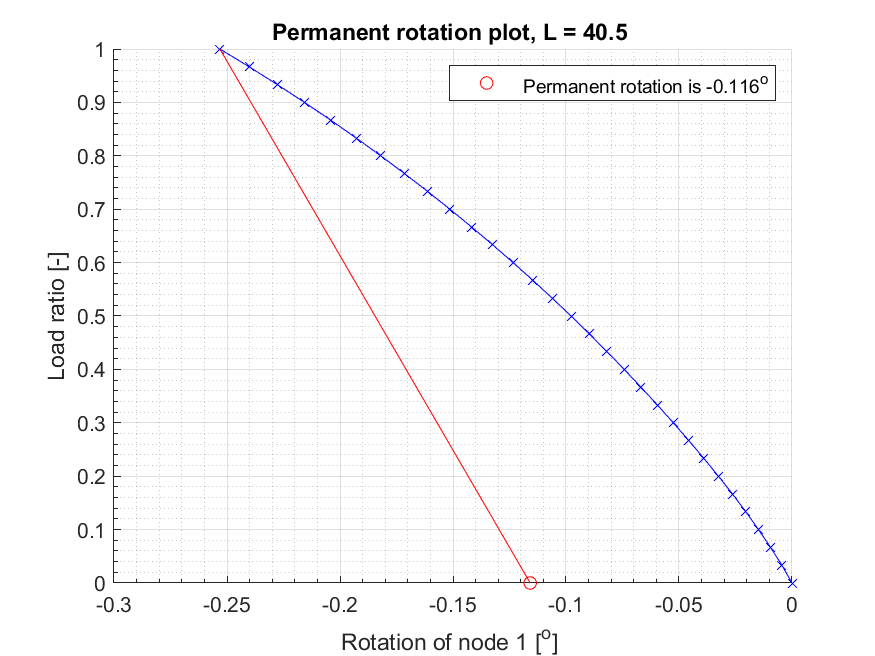 Permanent rotation plot, L = 40.5
Permanent rotation is -0.116°
1
0.9
0.8
0.7
0.6
0.5
0.4
0.3
0.2
0.1
0
Load ratio [-]
-0.3 -0.25 -0.2 -0.15 -0.1 -0.05 0
Rotation of node 1 [°]